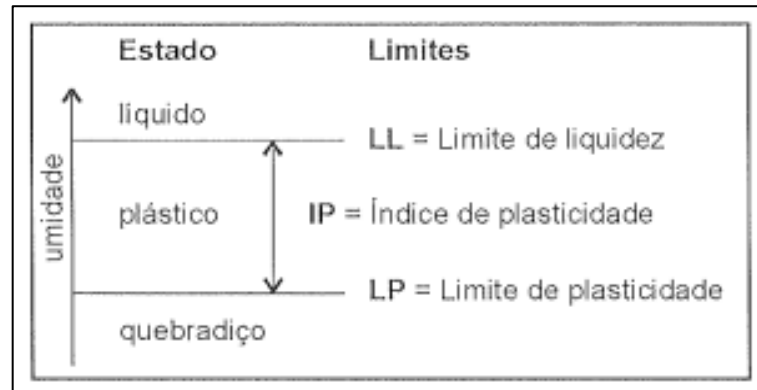 Estado Limites
líquido
LL = Limite de liquidez
umidade
plástico IP = Índice de plasticidade
LP = Limite de plasticidade
quebradiço